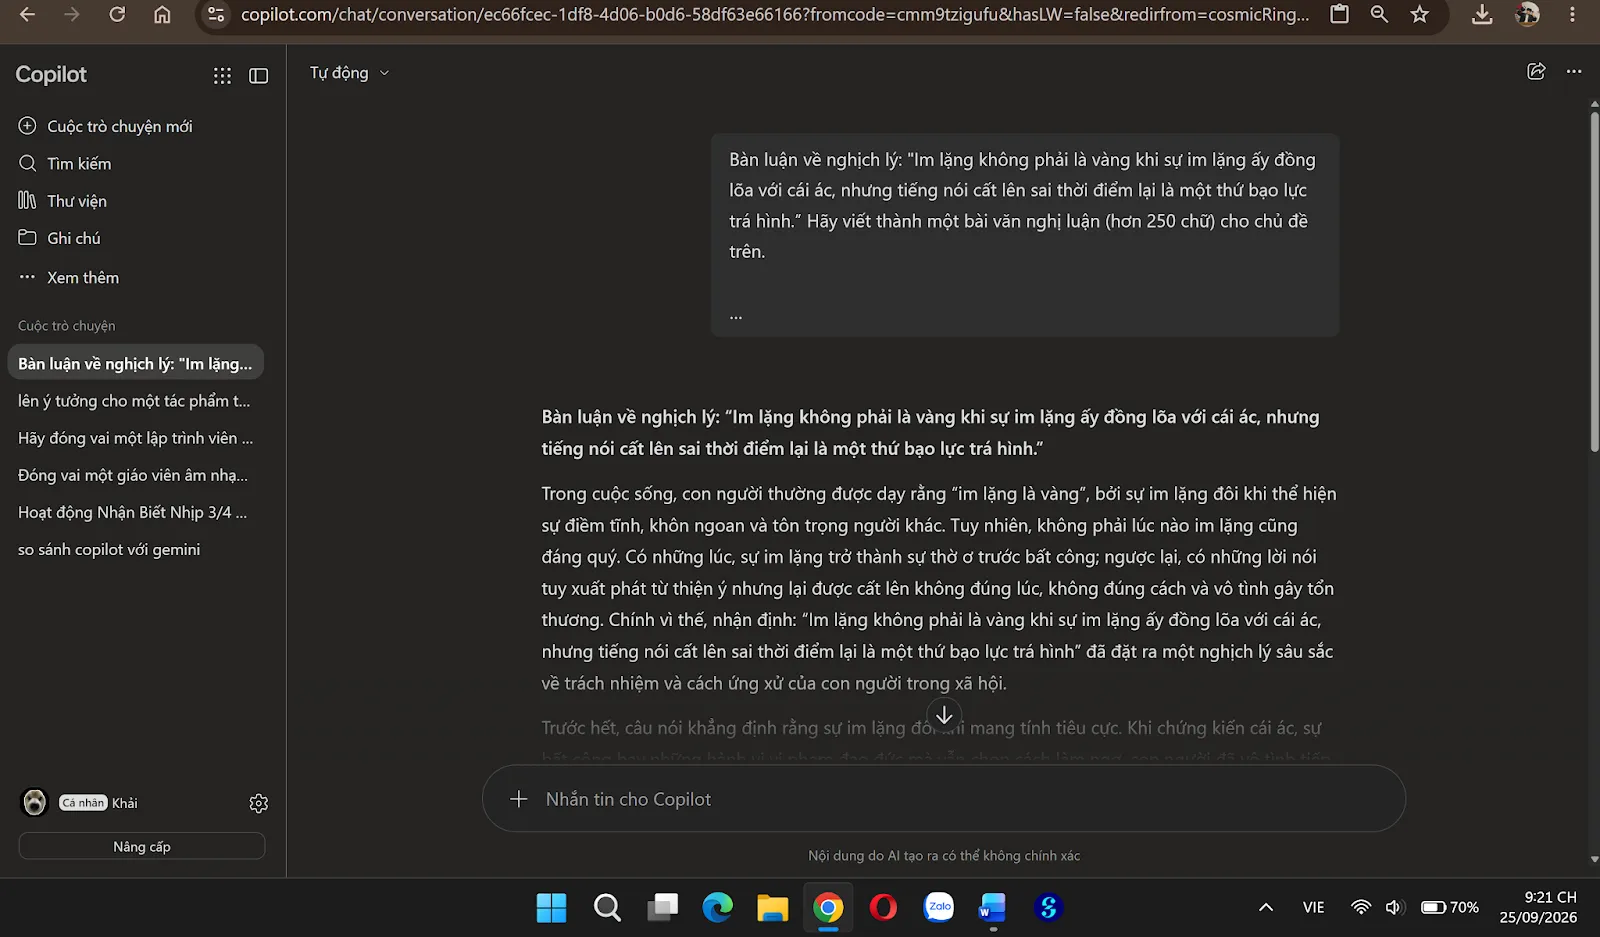 copilot.com/chat/conversation/ec66fcec-1df8-4d06-b0d6-58df63e66166?fromcode=cmm9tzigufu&hasLW=false&redirfrom=cosmicRing...
Copilot
Tự động
Cuộc trò chuyện mới
Tìm kiếm
Thư viện
Ghi chú
Xem thêm
Cuộc trò chuyện
Bàn luận về nghịch lý: "Im lặng...
lên ý tưởng cho một tác phẩm t...
Hãy đóng vai một lập trình viên ...
Đóng vai một giáo viên âm nhạ...
Hoạt động Nhận Biết Nhịp 3/4 ...
so sánh copilot với gemini
Cá nhân Khải
Nâng cấp
Bàn luận về nghịch lý: "Im lặng không phải là vàng khi sự im lặng ấy đồng
lõa với cái ác, nhưng tiếng nói cất lên sai thời điểm lại là một thứ bạo lực
trá hình.” Hãy viết thành một bài văn nghị luận (hơn 250 chữ) cho chủ đề
trên.
...
Bàn luận về nghịch lý: “Im lặng không phải là vàng khi sự im lặng ấy đồng lõa với cái ác, nhưng
tiếng nói cất lên sai thời điểm lại là một thứ bạo lực trá hình.”
Trong cuộc sống, con người thường được dạy rằng “im lặng là vàng”, bởi sự im lặng đôi khi thể hiện
sự điềm tĩnh, khôn ngoan và tôn trọng người khác. Tuy nhiên, không phải lúc nào im lặng cũng
đáng quý. Có những lúc, sự im lặng trở thành sự thờ ơ trước bất công; ngược lại, có những lời nói
tuy xuất phát từ thiện ý nhưng lại được cất lên không đúng lúc, không đúng cách và vô tình gây tổn
thương. Chính vì thế, nhận định: “Im lặng không phải là vàng khi sự im lặng ấy đồng lõa với cái ác,
nhưng tiếng nói cất lên sai thời điểm lại là một thứ bạo lực trá hình” đã đặt ra một nghịch lý sâu sắc
về trách nhiệm và cách ứng xử của con người trong xã hội.
Trước hết, câu nói khẳng định rằng sự im lặng đôi khi mang tính tiêu cực. Khi chứng kiến cái ác, sự
Nhắn tin cho Copilot
Nội dung do AI tạo ra có thể không chính xác
Zalo
VIE
70%
9:21 CH
25/09/2026